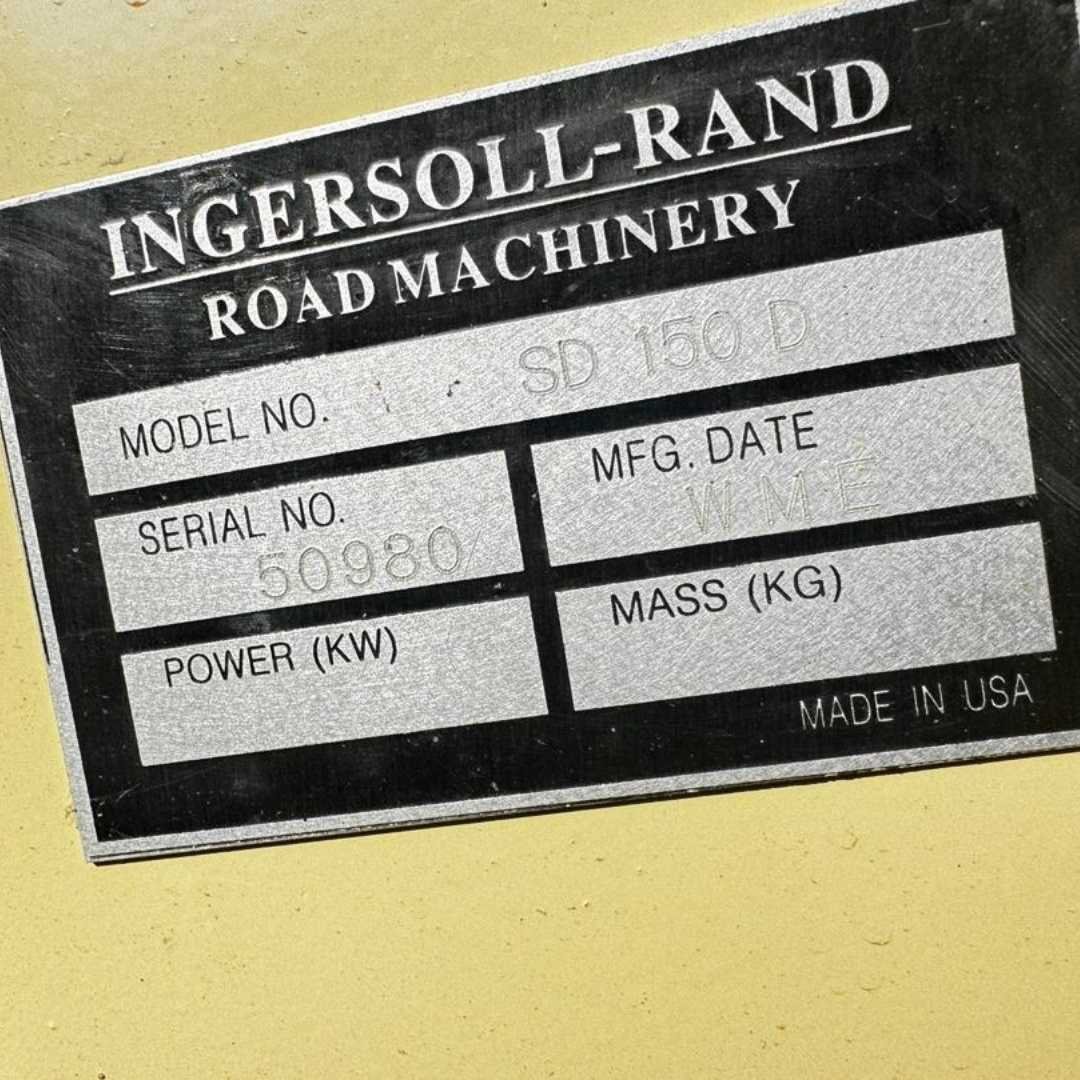 INGERSOLL-RAND
ROAD MACHINERY
MODEL NO. SD 150 D
SERIAL NO.
50980/
MFG. DATE
W M E
POWER (KW)
MASS (KG)
MADE IN USA